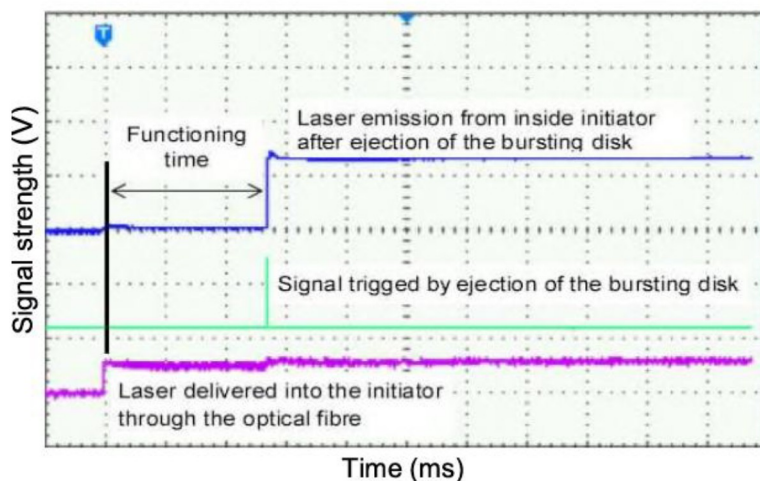 T
Signal strength (V)
Functioning
time
Laser emission from inside initiator
after ejection of the bursting disk
Signal trigged by ejection of the bursting disk
Laser delivered into the initiator
through the optical fibre
Time (ms)